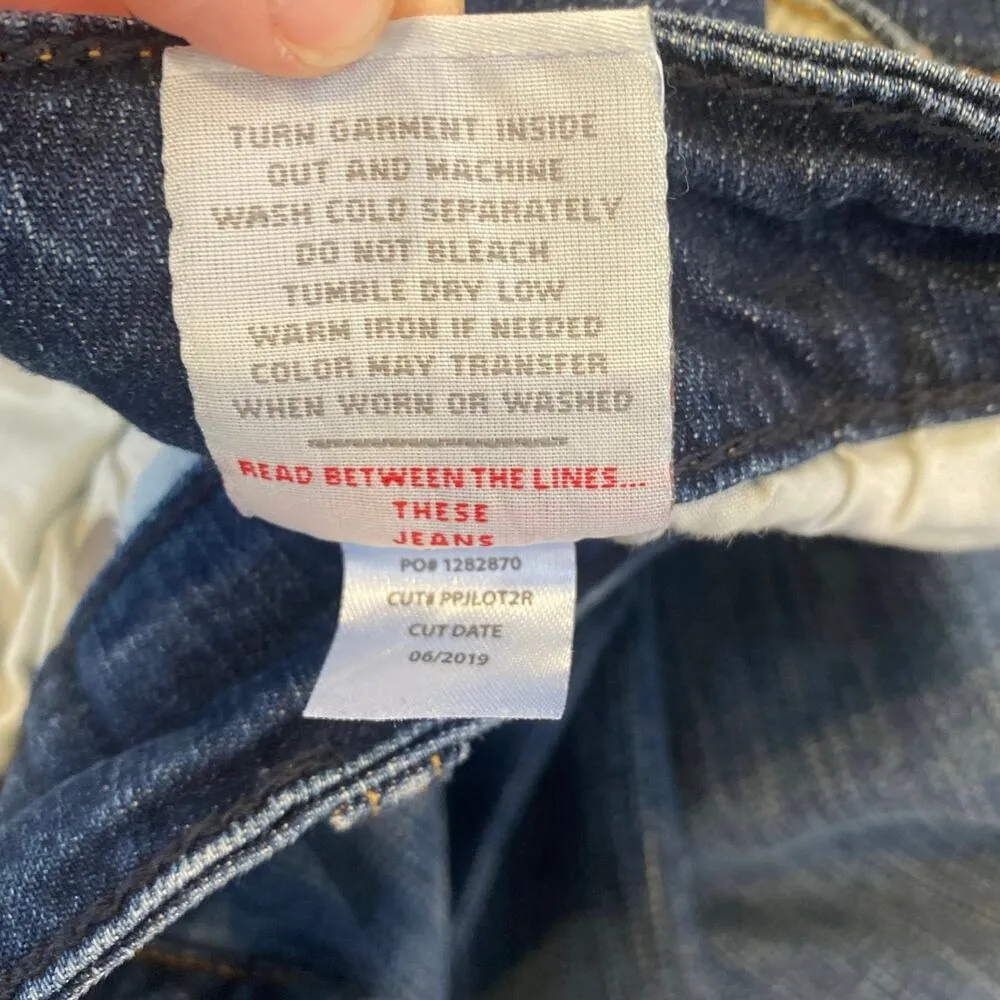 TURN GARMENT INSIDE
OUT AND MACHINE
WASH COLD SEPARATELY
DO NOT BLEACH
TUMBLE DRY LOW
WARM IRON IF NEEDED
COLOR MAY TRANSFER
WHEN WORN OR WASHED
READ BETWEEN THE LINES...
THESE
JEANS
PO# 1282870
CUT# PPJLOT2R
CUT DATE
06/2019